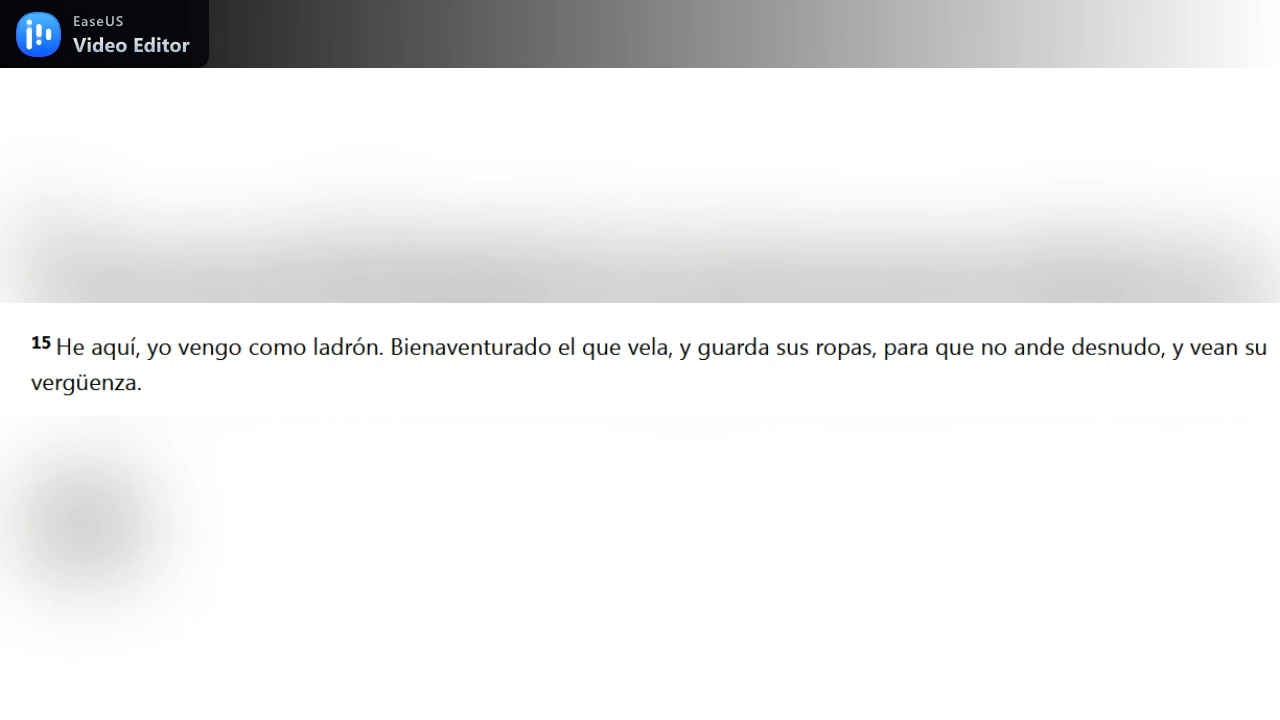 EaseUS
Video Editor
15 He aquí, yo vengo como ladrón. Bienaventurado el que vela, y guarda sus ropas, para que no ande desnudo, y vean su
vergüenza.